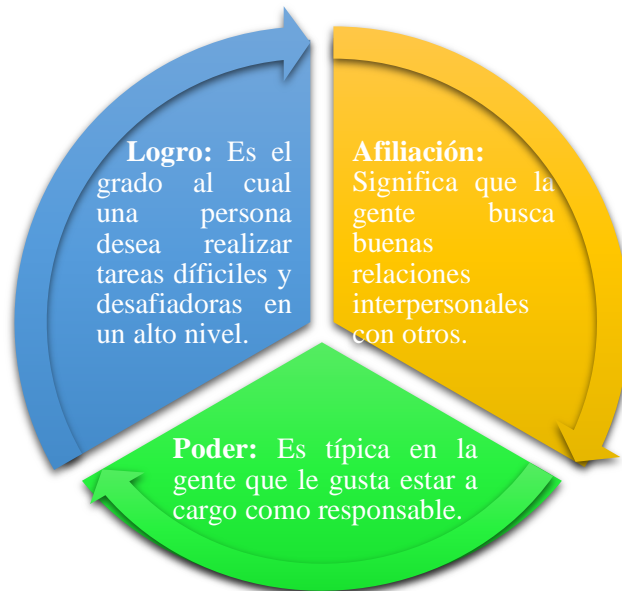 Logro: Es el
grado al cual
una persona
desea realizar
tareas díficiles y
desafiadoras en
un alto nivel.
Afiliación:
Significa que la
gente busca
buenas
relaciones
interpersonales
con otros.
Poder: Es típica en la
gente que le gusta estar a
cargo como responsable.